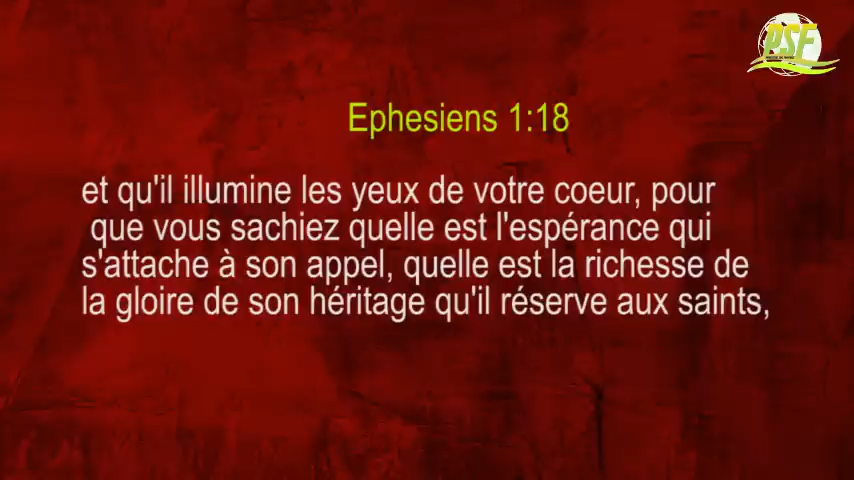 PSF
Ephesiens 1:18
et qu'il illumine les yeux de votre coeur, pour
que vous sachiez quelle est l'espérance qui
s'attache à son appel, quelle est la richesse de
la gloire de son héritage qu'il réserve aux saints,